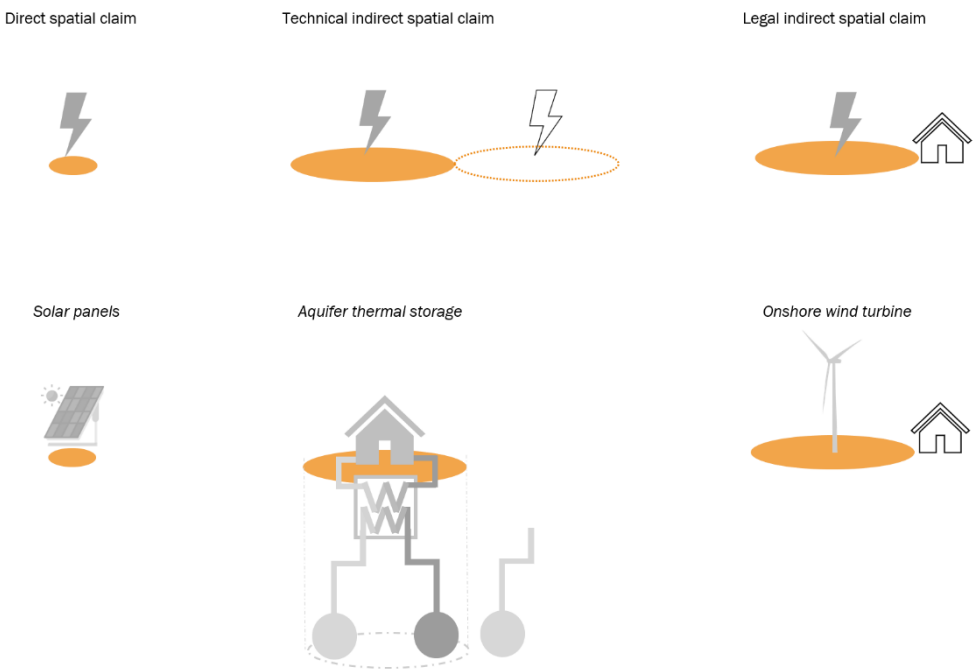 Direct spatial claim
Technical indirect spatial claim
Legal indirect spatial claim
Solar panels
Aquifer thermal storage
Onshore wind turbine